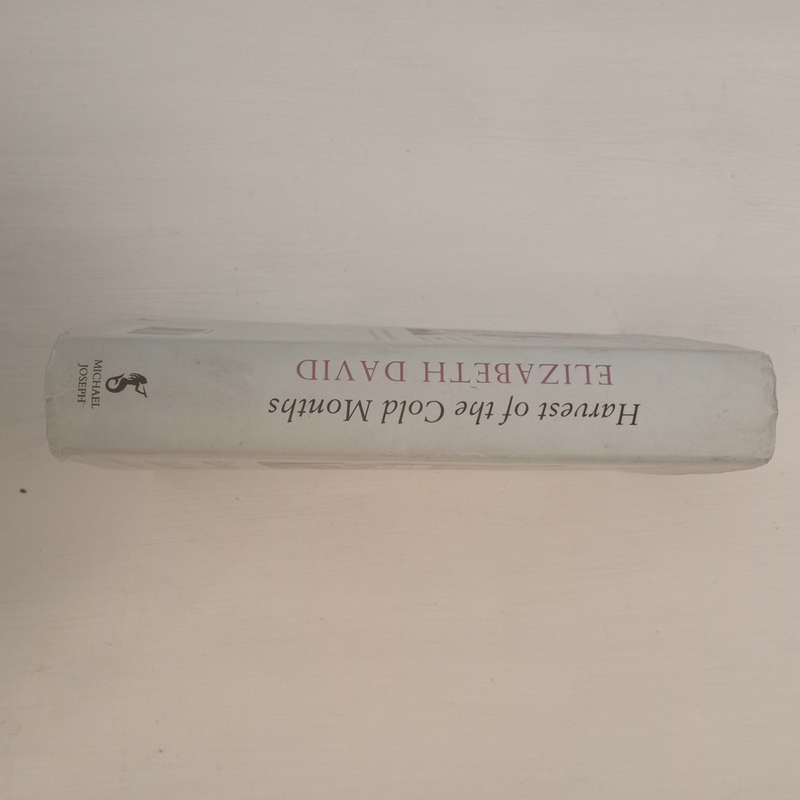 Harvest of the Cold Months
ELIZABETH DAVID
MICHAEL
JOSEPH